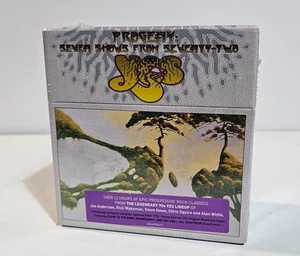 PROGENY:
SEVEN SHOWS FROM SEVENTY-TWO
YES
OVER 12 HOURS OF EPIC PROGRESSIVE ROCK CLASSICS
FROM THE LEGENDARY 70s YES LINEUP OF
Jon Anderson, Rick Wakeman, Steve Howe, Chris Squire and Alan White.